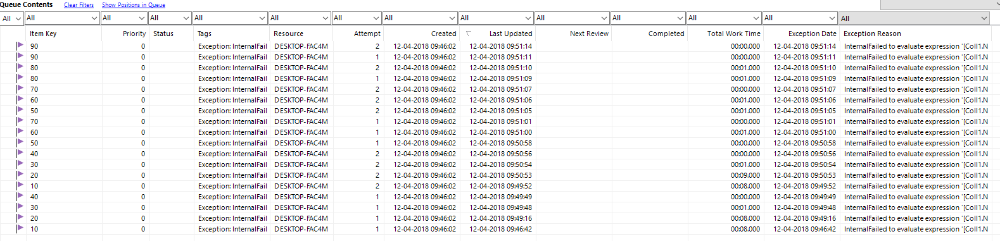 Queue Contents Clear Filters Show Positions in Queue
All All All All All All All All All All All All All All
Item Key Priority Status Tags Resource Attempt Created Last Updated Next Review Completed Total Work Time Exception Date Exception Reason
90 0 Exception: InternalFail DESKTOP-FAC4M 2 12-04-2018 09:46:02 12-04-2018 09:51:14 00:00.000 12-04-2018 09:51:14 InternalFailed to evaluate expression '[Coll1.N
90 0 Exception: InternalFail DESKTOP-FAC4M 1 12-04-2018 09:46:02 12-04-2018 09:51:11 00:00.000 12-04-2018 09:51:11 InternalFailed to evaluate expression '[Coll1.N
80 0 Exception: InternalFail DESKTOP-FAC4M 2 12-04-2018 09:46:02 12-04-2018 09:51:10 00:01.000 12-04-2018 09:51:10 InternalFailed to evaluate expression '[Coll1.N
80 0 Exception: InternalFail DESKTOP-FAC4M 1 12-04-2018 09:46:02 12-04-2018 09:51:09 00:01.000 12-04-2018 09:51:09 InternalFailed to evaluate expression '[Coll1.N
70 0 Exception: InternalFail DESKTOP-FAC4M 2 12-04-2018 09:46:02 12-04-2018 09:51:07 00:00.000 12-04-2018 09:51:07 InternalFailed to evaluate expression '[Coll1.N
60 0 Exception: InternalFail DESKTOP-FAC4M 2 12-04-2018 09:46:02 12-04-2018 09:51:06 00:01.000 12-04-2018 09:51:06 InternalFailed to evaluate expression '[Coll1.N
50 0 Exception: InternalFail DESKTOP-FAC4M 2 12-04-2018 09:46:02 12-04-2018 09:51:05 00:01.000 12-04-2018 09:51:05 InternalFailed to evaluate expression '[Coll1.N
70 0 Exception: InternalFail DESKTOP-FAC4M 1 12-04-2018 09:46:02 12-04-2018 09:51:01 00:00.000 12-04-2018 09:51:01 InternalFailed to evaluate expression '[Coll1.N
60 0 Exception: InternalFail DESKTOP-FAC4M 1 12-04-2018 09:46:02 12-04-2018 09:51:00 00:01.000 12-04-2018 09:51:00 InternalFailed to evaluate expression '[Coll1.N
50 0 Exception: InternalFail DESKTOP-FAC4M 1 12-04-2018 09:46:02 12-04-2018 09:50:58 00:00.000 12-04-2018 09:50:58 InternalFailed to evaluate expression '[Coll1.N
40 0 Exception: InternalFail DESKTOP-FAC4M 2 12-04-2018 09:46:02 12-04-2018 09:50:56 00:00.000 12-04-2018 09:50:56 InternalFailed to evaluate expression '[Coll1.N
30 0 Exception: InternalFail DESKTOP-FAC4M 2 12-04-2018 09:46:02 12-04-2018 09:50:54 00:01.000 12-04-2018 09:50:54 InternalFailed to evaluate expression '[Coll1.N
20 0 Exception: InternalFail DESKTOP-FAC4M 2 12-04-2018 09:46:02 12-04-2018 09:50:53 00:09.000 12-04-2018 09:50:53 InternalFailed to evaluate expression '[Coll1.N
10 0 Exception: InternalFail DESKTOP-FAC4M 2 12-04-2018 09:46:02 12-04-2018 09:49:52 00:08.000 12-04-2018 09:49:52 InternalFailed to evaluate expression '[Coll1.N
40 0 Exception: InternalFail DESKTOP-FAC4M 1 12-04-2018 09:46:02 12-04-2018 09:49:49 00:00.000 12-04-2018 09:49:49 InternalFailed to evaluate expression '[Coll1.N
30 0 Exception: InternalFail DESKTOP-FAC4M 1 12-04-2018 09:46:02 12-04-2018 09:49:48 00:01.000 12-04-2018 09:49:48 InternalFailed to evaluate expression '[Coll1.N
20 0 Exception: InternalFail DESKTOP-FAC4M 1 12-04-2018 09:46:02 12-04-2018 09:49:16 00:08.000 12-04-2018 09:49:16 InternalFailed to evaluate expression '[Coll1.N
10 0 Exception: InternalFail DESKTOP-FAC4M 1 12-04-2018 09:46:02 12-04-2018 09:46:42 00:08.000 12-04-2018 09:46:42 InternalFailed to evaluate expression '[Coll1.N